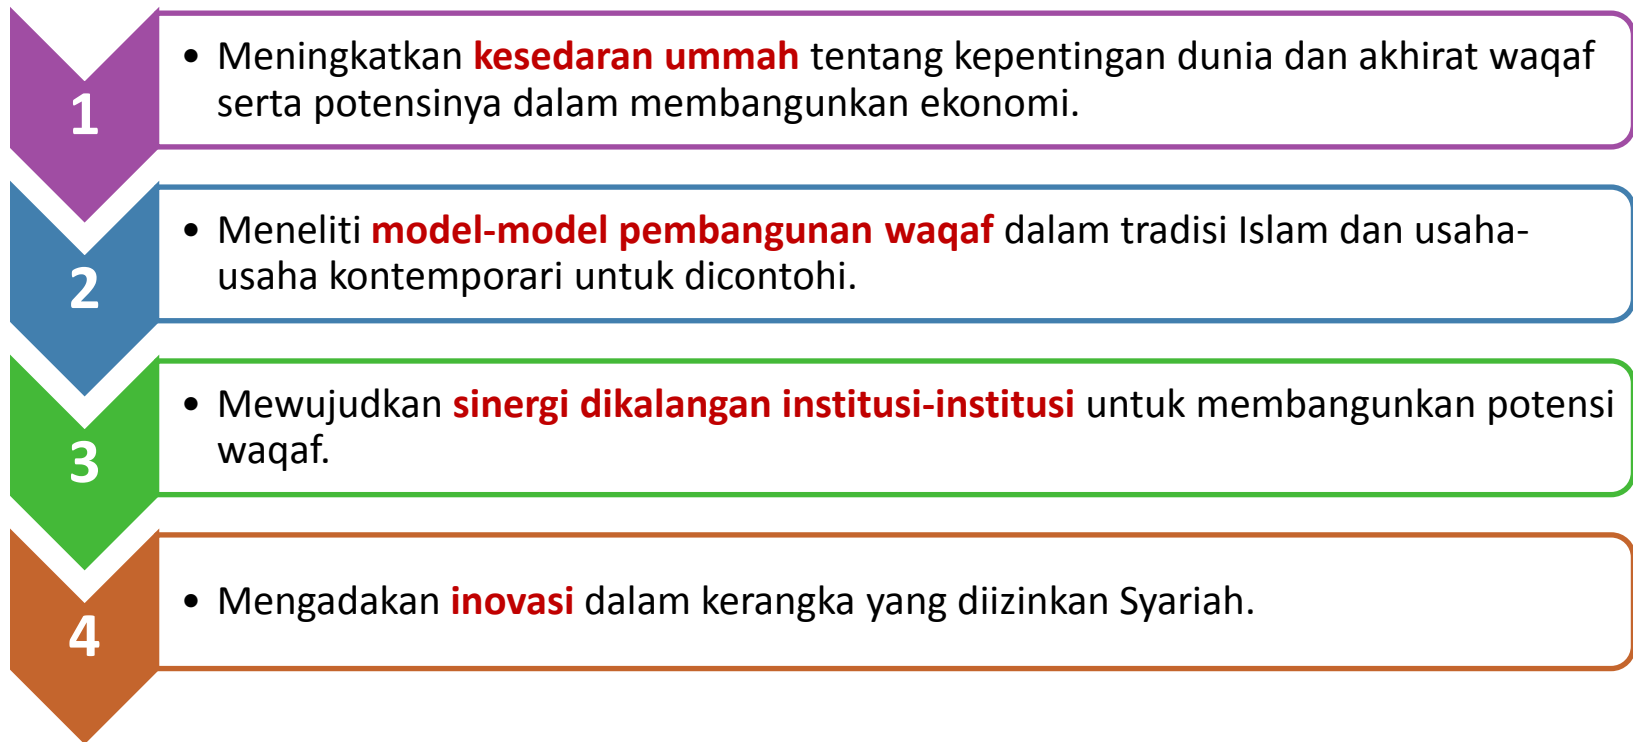 1
• Meningkatkan kesedaran ummah tentang kepentingan dunia dan akhirat waqaf
serta potensinya dalam membangunkan ekonomi.
2
• Meneliti model-model pembangunan waqaf dalam tradisi Islam dan usaha-
usaha kontemporari untuk dicontohi.
3
• Mewujudkan sinergi dikalangan institusi-institusi untuk membangunkan potensi
waqaf.
4
• Mengadakan inovasi dalam kerangka yang diizinkan Syariah.